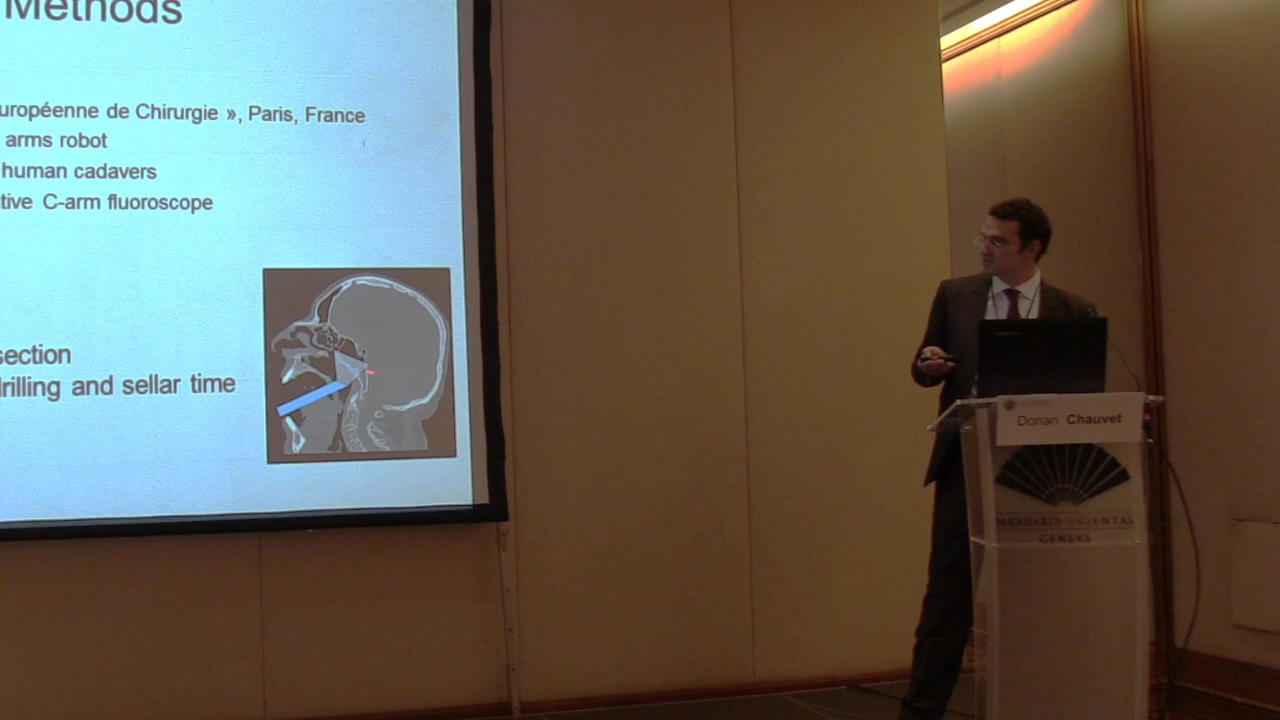 Methods
uropéenne de Chirurgie », Paris, France
arms robot
human cadavers
tive C-arm fluoroscope
section
drilling and sellar time
Dorian Chauvet
MANDARIN ORIENTAL
GENEVA